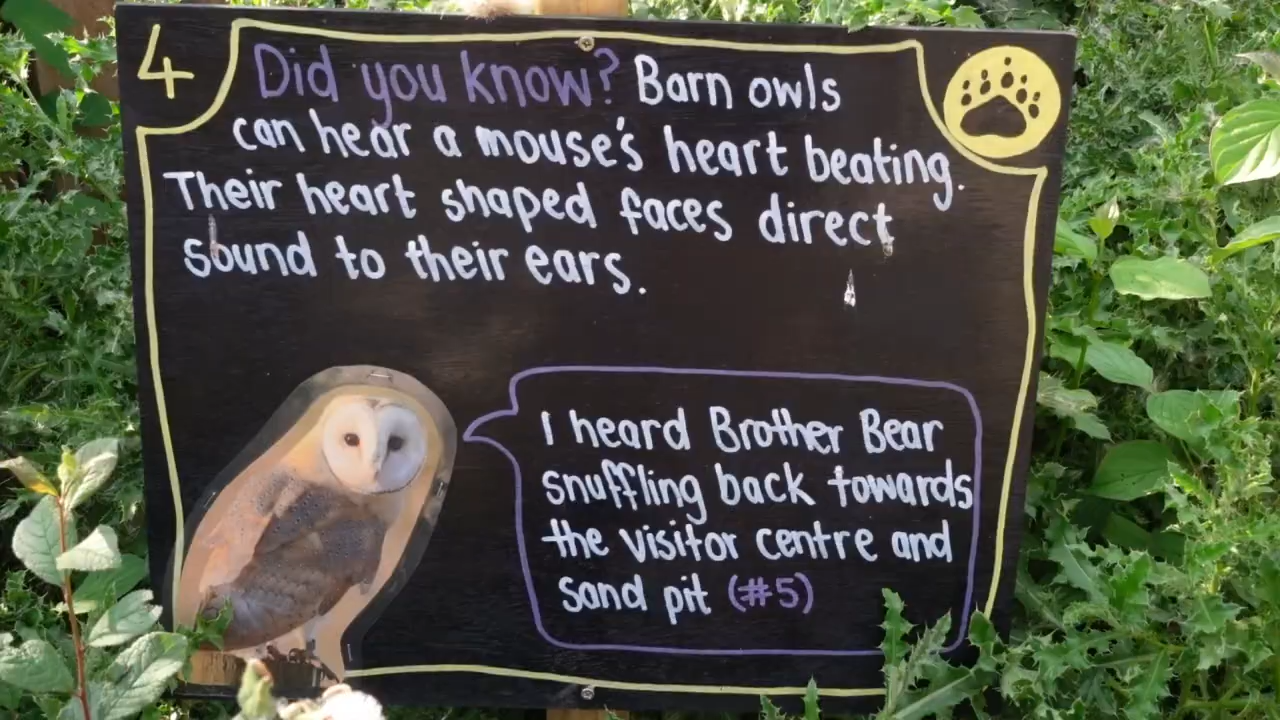 4
Did you know? Barn owls
can hear a mouse's heart beating.
Their heart shaped faces direct
sound to their ears.
I heard Brother Bear
snuffling back towards
the visitor centre and
sand pit (#5)